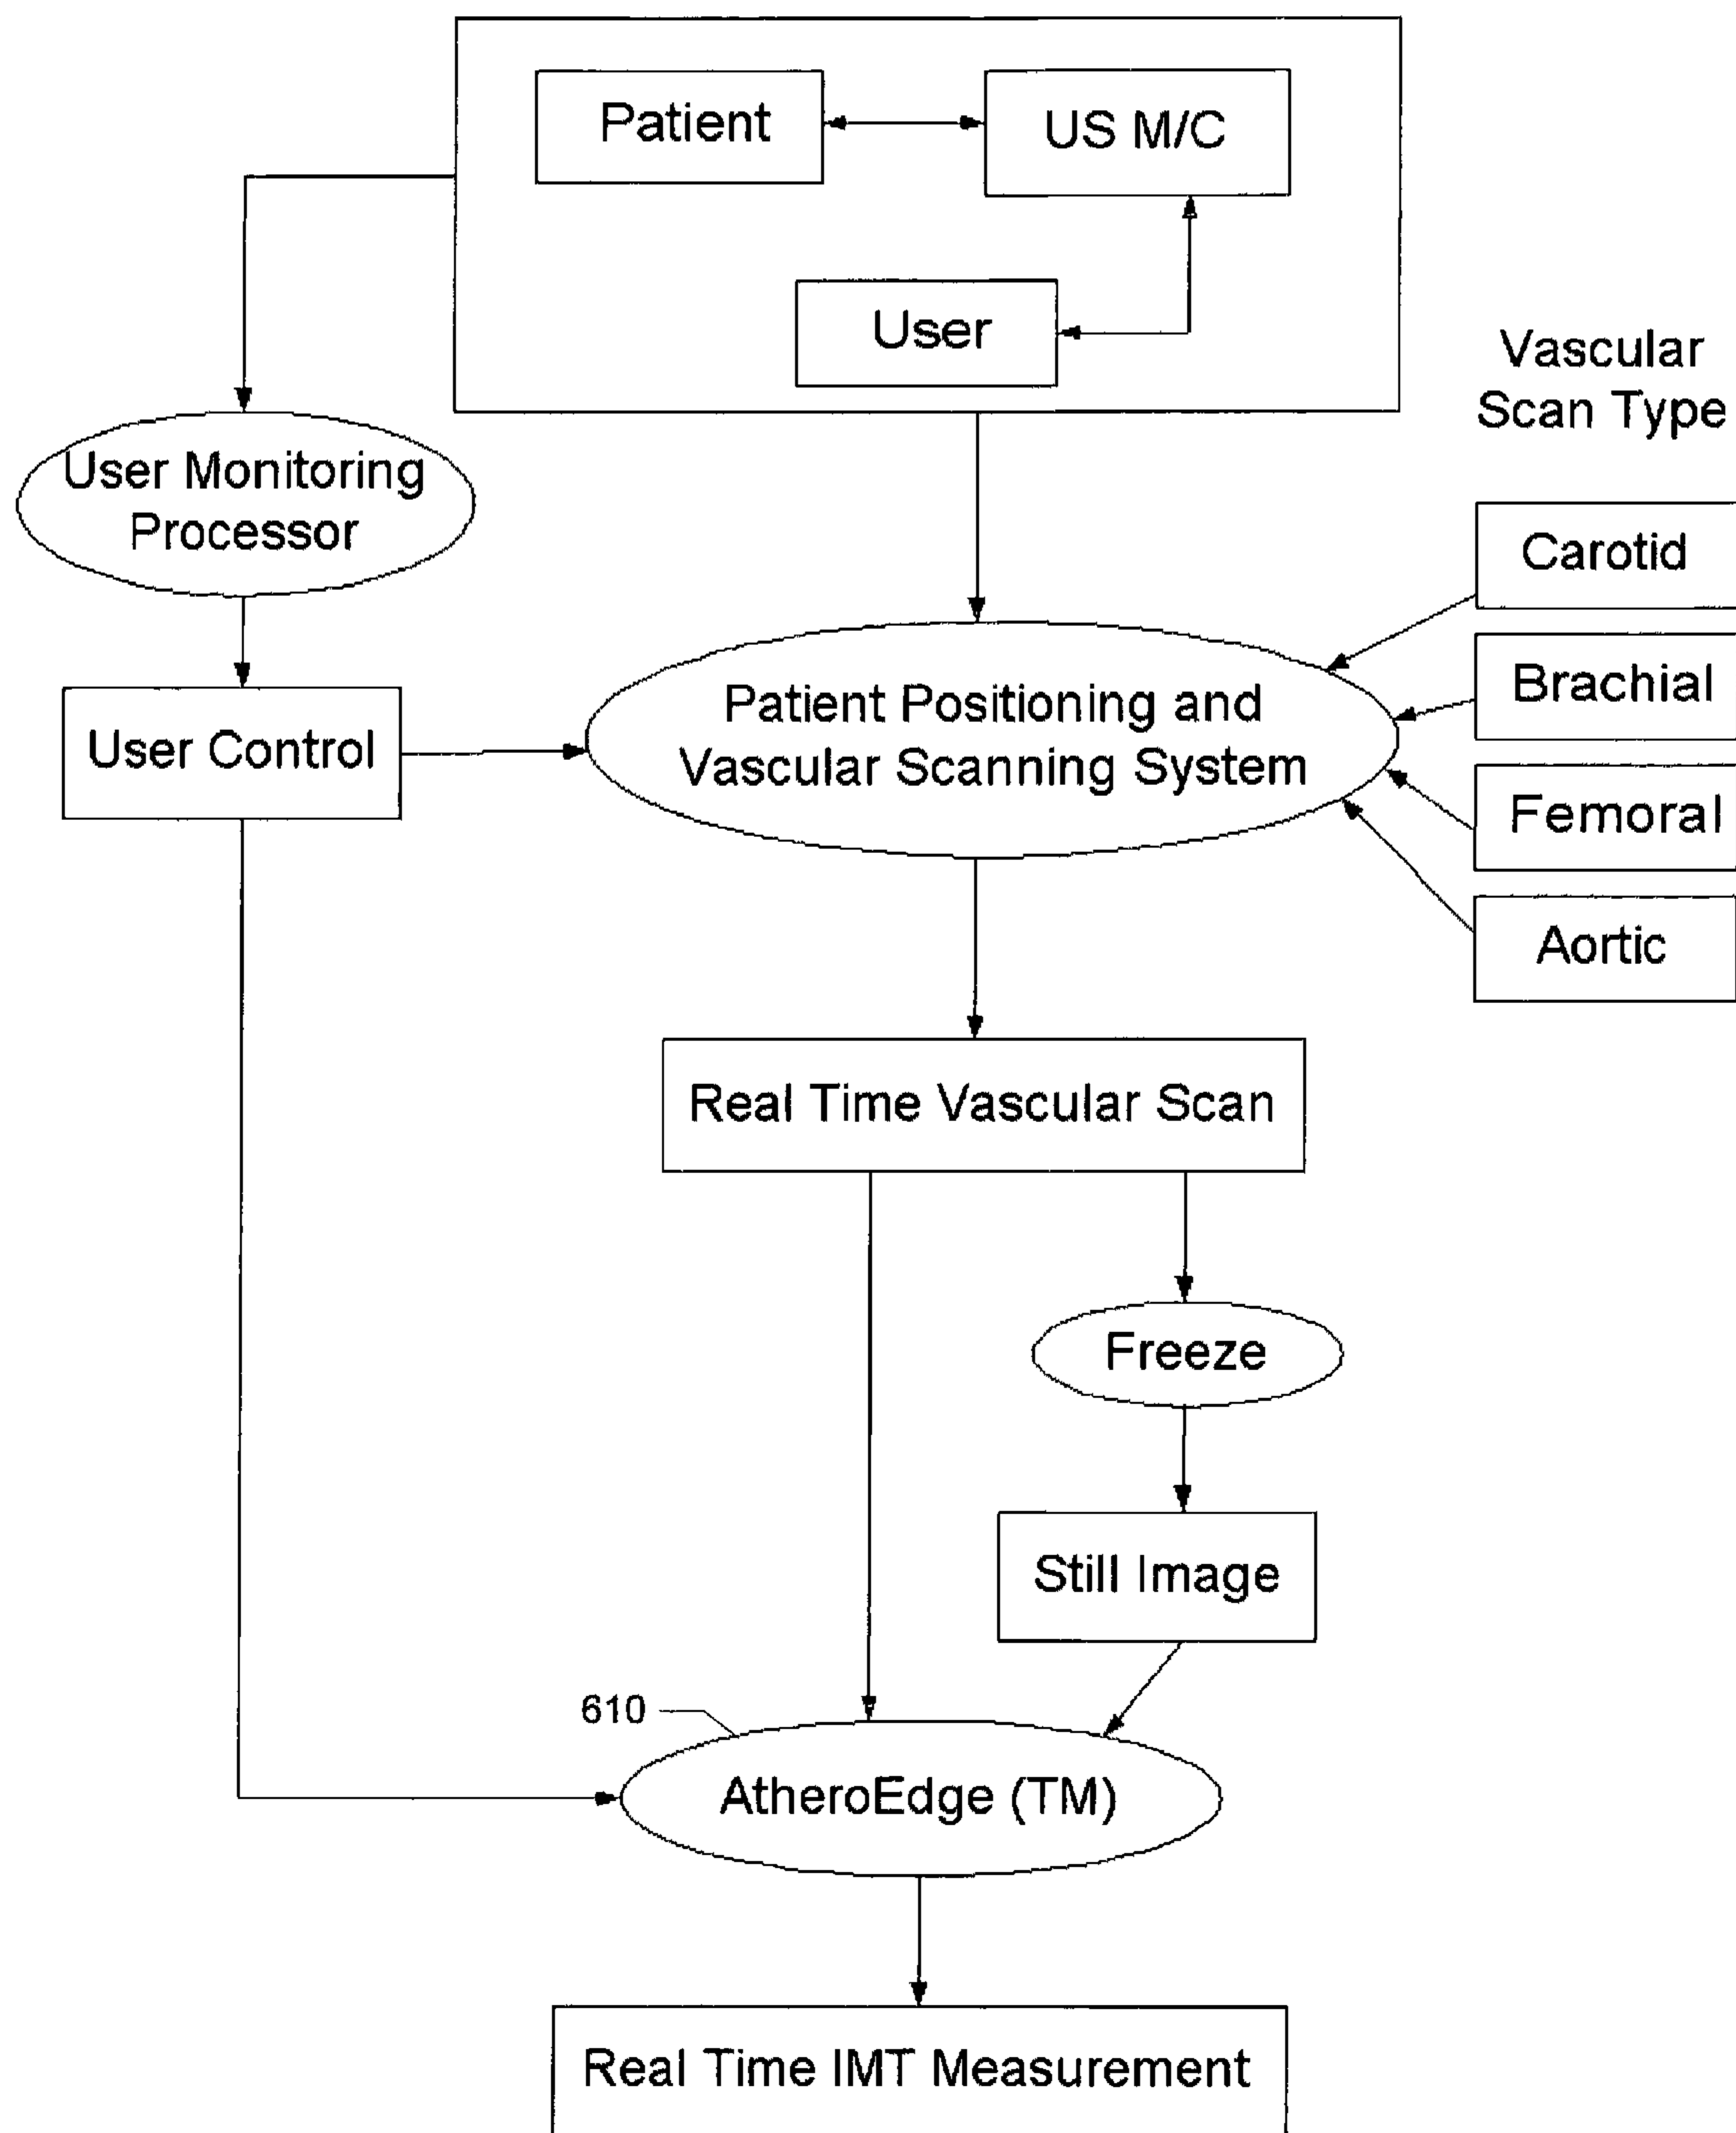 Patient
US M/C
User
Vascular
Scan Type
User Monitoring
Processor
Carotid
Brachial
User Control
Patient Positioning and
Vascular Scanning System
Femoral
Aortic
Real Time Vascular Scan
Freeze
Still Image
610
AtheroEdge (TM)
Real Time IMT Measurement